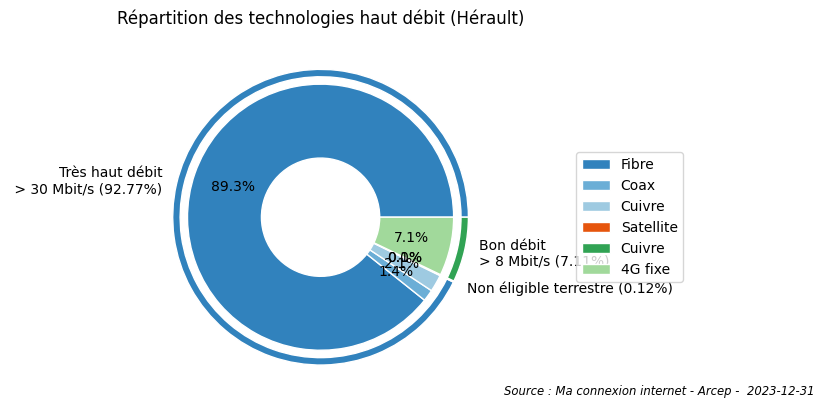 Répartition des technologies haut débit (Hérault)
Très haut débit
> 30 Mbit/s (92.77%)
89.3%
7.1%
2.1%
1.4%
Bon débit
> 8 Mbit/s (7.11%)
Non éligible terrestre (0.12%)
Fibre
Coax
Cuivre
Satellite
Cuivre
4G fixe
Source : Ma connexion internet - Arcep - 2023-12-31